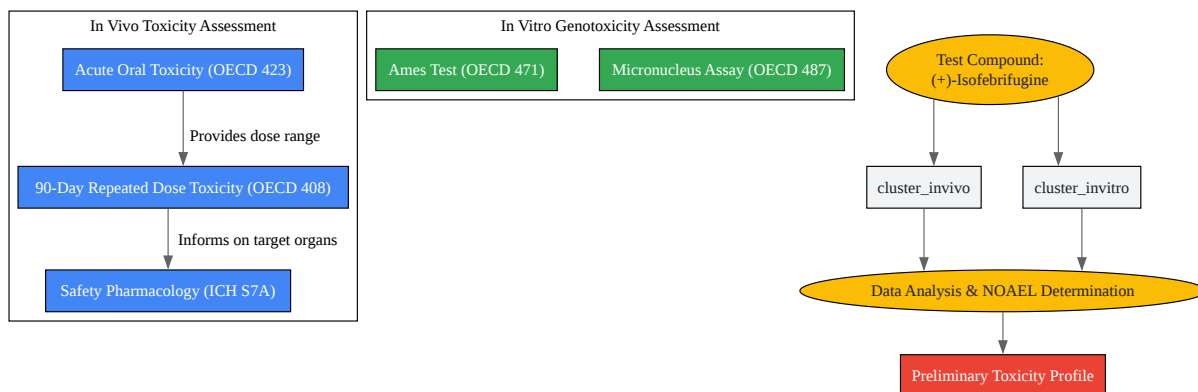 In Vivo Toxicity Assessment
Acute Oral Toxicity (OECD 423)
Provides dose range
90-Day Repeated Dose Toxicity (OECD 408)
Informs on target organs
Safety Pharmacology (ICH S7A)
In Vitro Genotoxicity Assessment
Ames Test (OECD 471)
Micronucleus Assay (OECD 487)
Test Compound:
(+)-Isofebrifugine
cluster_invivo
cluster_invitro
Data Analysis & NOAEL Determination
Preliminary Toxicity Profile